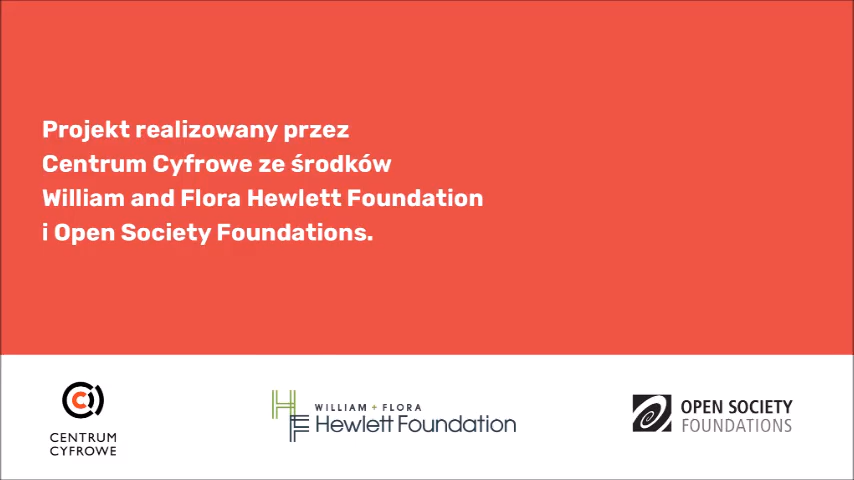 Projekt realizowany przez
Centrum Cyfrowe ze środków
William and Flora Hewlett Foundation
i Open Society Foundations.
CENTRUM
CYFROWE
WILLIAM + FLORA
Hewlett Foundation
OPEN SOCIETY
FOUNDATIONS